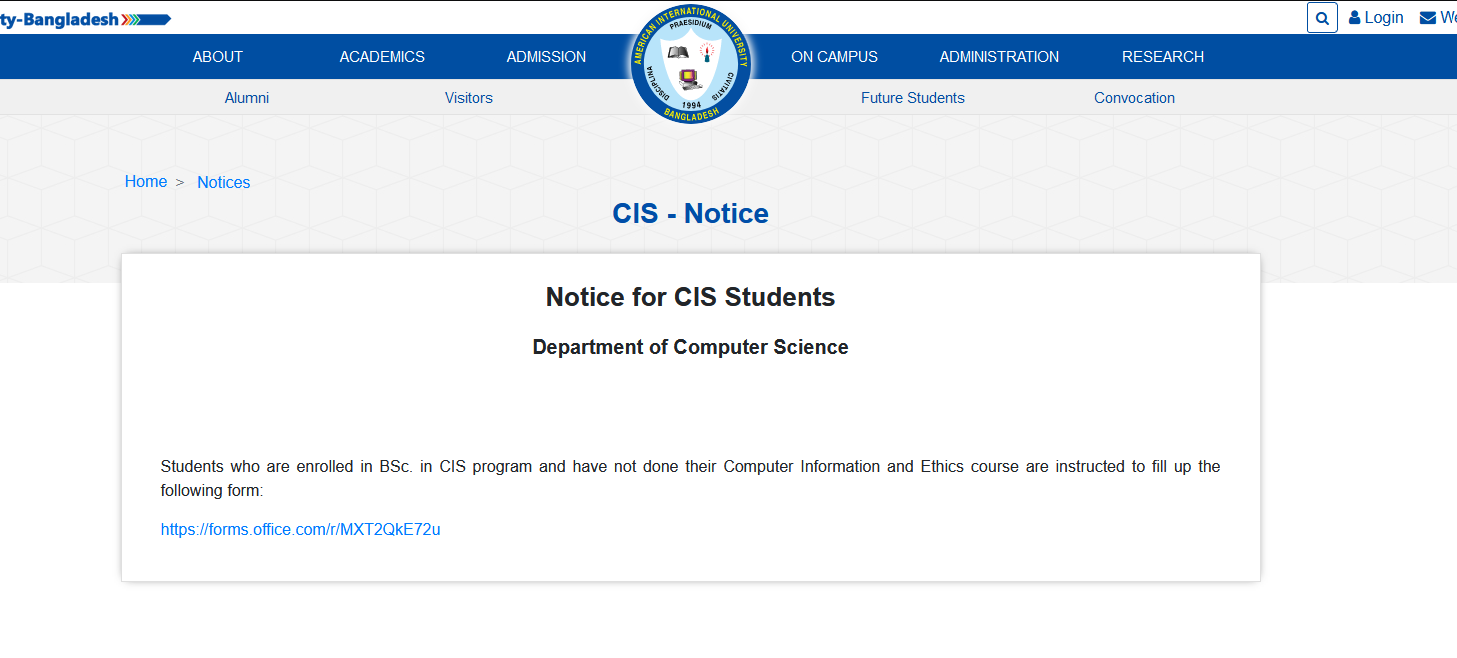 ty-Bangladesh
Login
We
ABOUT
ACADEMICS
ADMISSION
AMERICAN INTERNATIONAL UNIVERSITY
PRAESIDIUM
DISCIPLINA
CIVITATIS
1994
BANGLADESH
ON CAMPUS
ADMINISTRATION
RESEARCH
Alumni
Visitors
Future Students
Convocation
Home > Notices
CIS - Notice
Notice for CIS Students
Department of Computer Science
Students who are enrolled in BSc. in CIS program and have not done their Computer Information and Ethics course are instructed to fill up the
following form:
https://forms.office.com/r/MXT2QkE72u